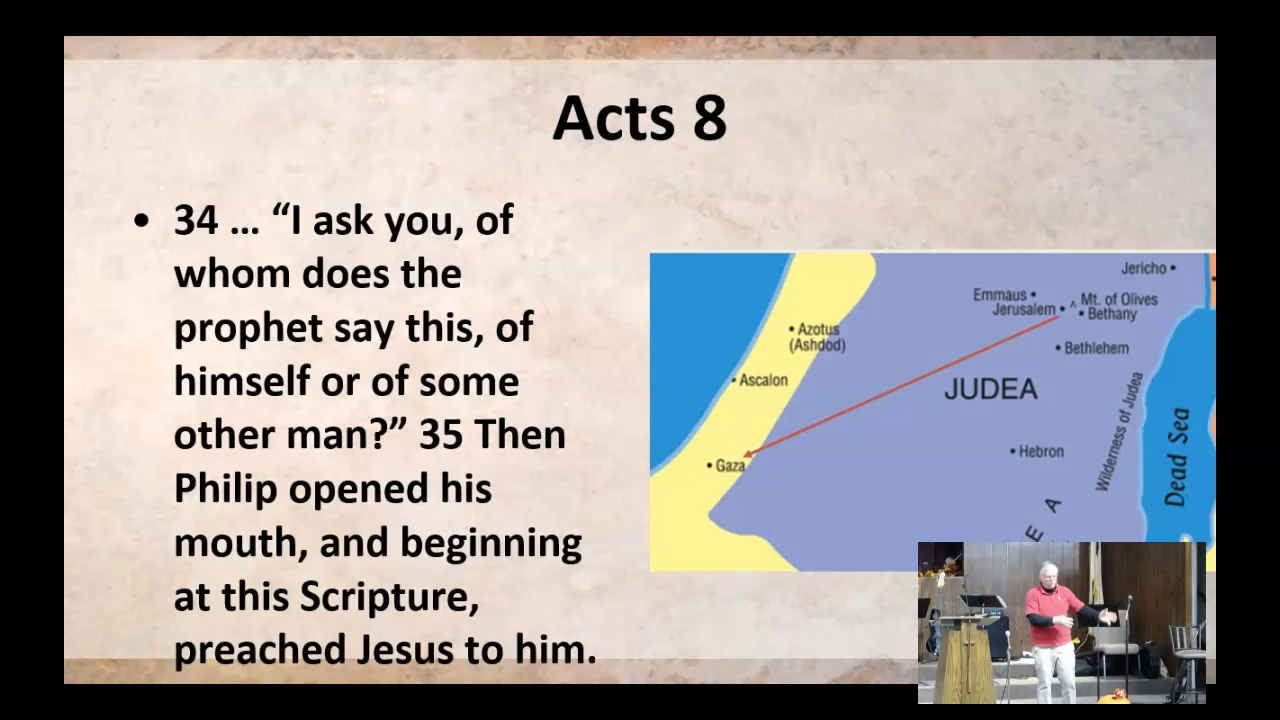 Acts 8
• 34 ... “I ask you, of
whom does the
prophet say this, of
himself or of some
other man?” 35 Then
Philip opened his
mouth, and beginning
at this Scripture,
preached Jesus to him.
Jericho
Emmaus
Mt. of Olives
Jerusalem
Bethany
Azotus
(Ashdod)
Bethlehem
Ascalon
JUDEA
Wilderness of Judea
Dead Sea
Hebron
Gaza
E A